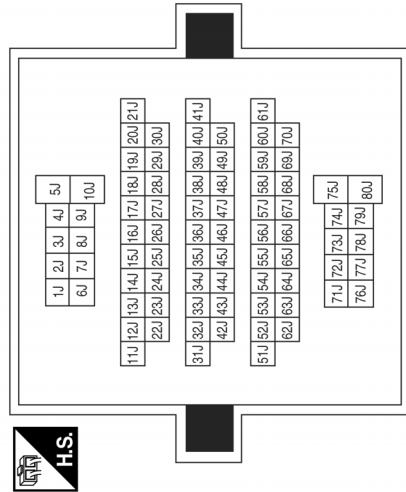 H.S.
1J 2J 3J 4J 5J
6J 7J 8J 9J 10J
11J 12J 13J 14J 15J 16J 17J 18J 19J 20J 21J
22J 23J 24J 25J 26J 27J 28J 29J 30J
31J 32J 33J 34J 35J 36J 37J 38J 39J 40J 41J
42J 43J 44J 45J 46J 47J 48J 49J 50J
51J 52J 53J 54J 55J 56J 57J 58J 59J 60J 61J
62J 63J 64J 65J 66J 67J 68J 69J 70J
71J 72J 73J 74J 75J
76J 77J 78J 79J 80J